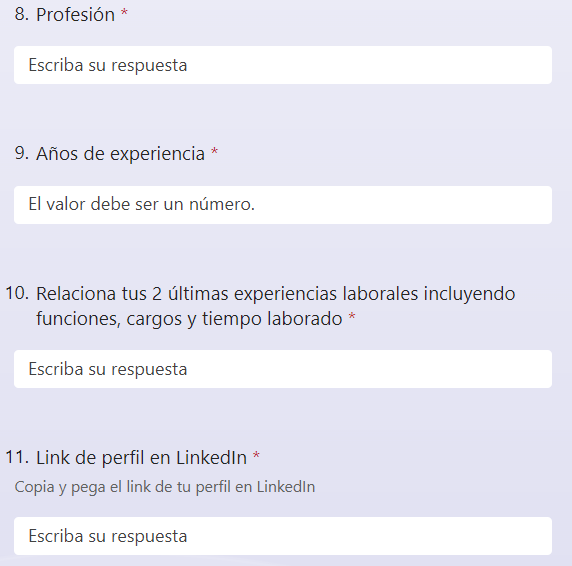 8. Profesión *
Escriba su respuesta
9. Años de experiencia *
El valor debe ser un número.
10. Relaciona tus 2 últimas experiencias laborales incluyendo
funciones, cargos y tiempo laborado *
Escriba su respuesta
11. Link de perfil en LinkedIn *
Copia y pega el link de tu perfil en LinkedIn
Escriba su respuesta